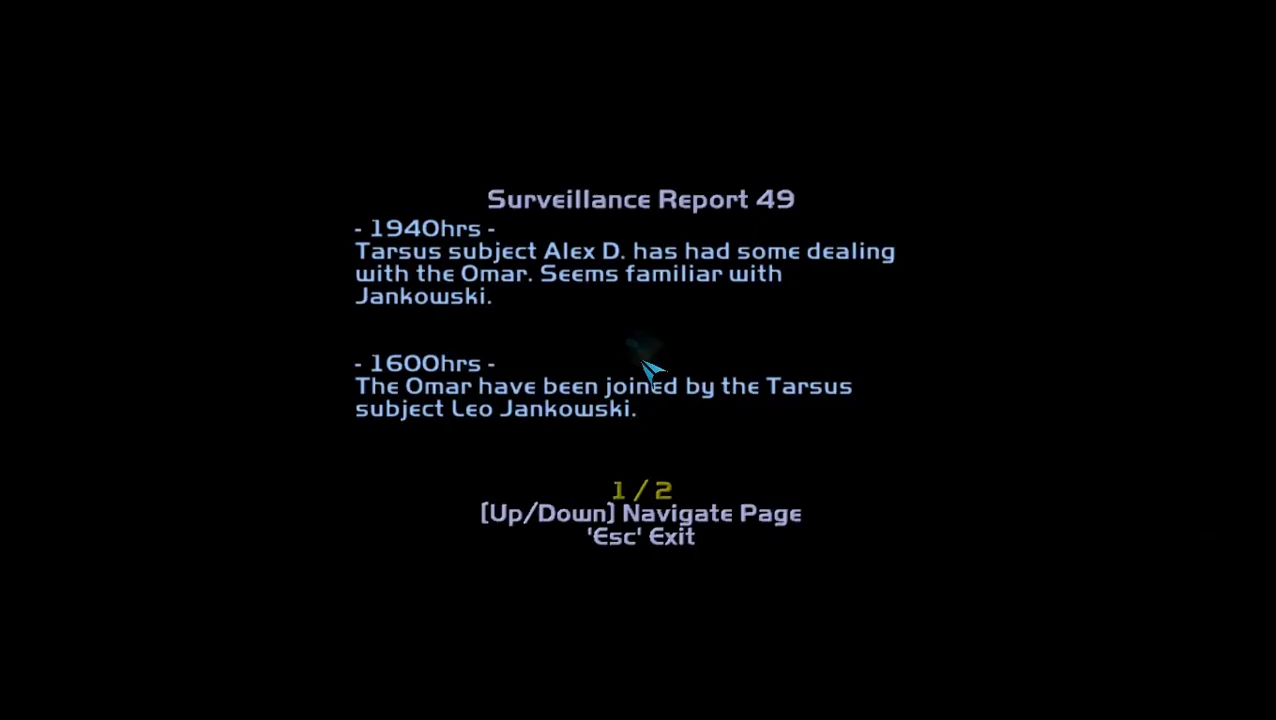 Surveillance Report 49
- 1940hrs -
Tarsus subject Alex D. has had some dealing
with the Omar. Seems familiar with
Jankowski.
- 1600hrs -
The Omar have been joined by the Tarsus
subject Leo Jankowski.
1 / 2
[Up/Down] Navigate Page
'Esc' Exit